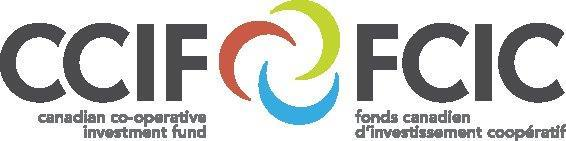 CCIF FCIC
canadian co-operative
investment fund
fonds canadien
d'investissement coopératif